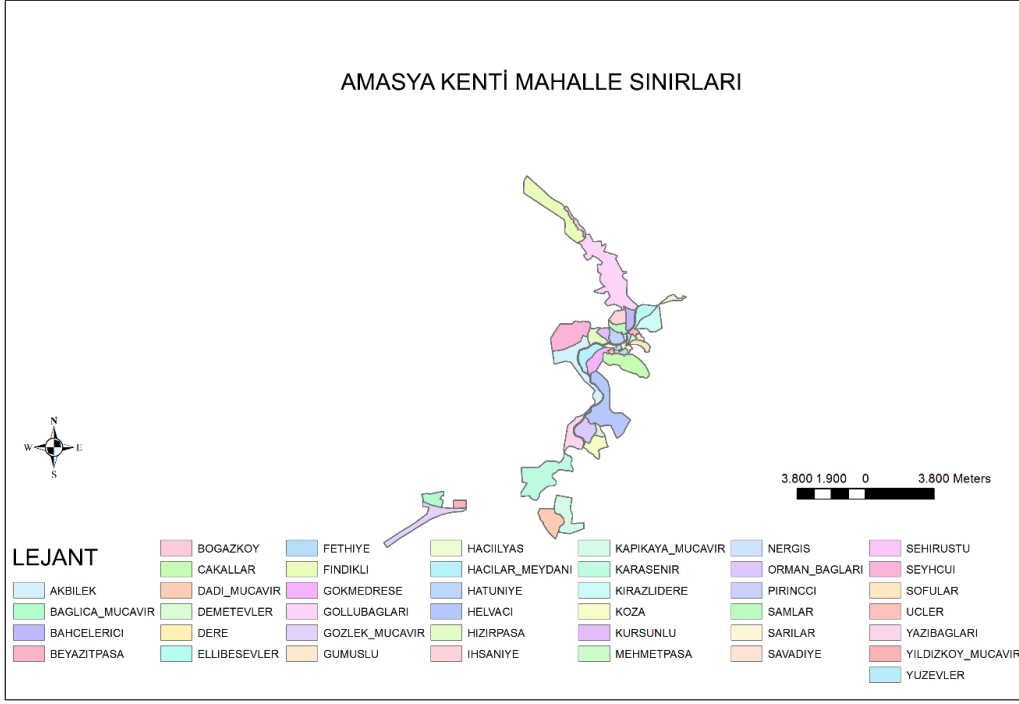 AMASYA KENTİ MAHALLE SINIRLARI
N
W E
S
3.800 1.900 0 3.800 Meters
LEJANT
AKBILEK
BAGLICA_MUCAVIR
BAHCELERICI
BEYAZITPASA
BOGAZKOY
CAKALLAR
DADI_MUCAVIR
DEMETEVLER
DERE
ELLIBESEVLER
FETHIYE
FINDIKLI
GOKMEDRESE
GOLLUBAGLARI
GOZLEK_MUCAVIR
GUMUSLU
HACIILYAS
HACILAR_MEYDANI
HATUNIYE
HELVACI
HIZIRPASA
IHSANIYE
KAPIKAYA_MUCAVIR
KARASENIR
KIRAZLIDERE
KOZA
KURSUNLU
MEHMETPASA
NERGIS
ORMAN_BAGLARI
PIRINCCI
SAMLAR
SARILAR
SAVADIYE
SEHIRUSTU
SEYHCUI
SOFULAR
UCLER
YAZIBAGLARI
YILDIZKOY_MUCAVIR
YUZEVLER